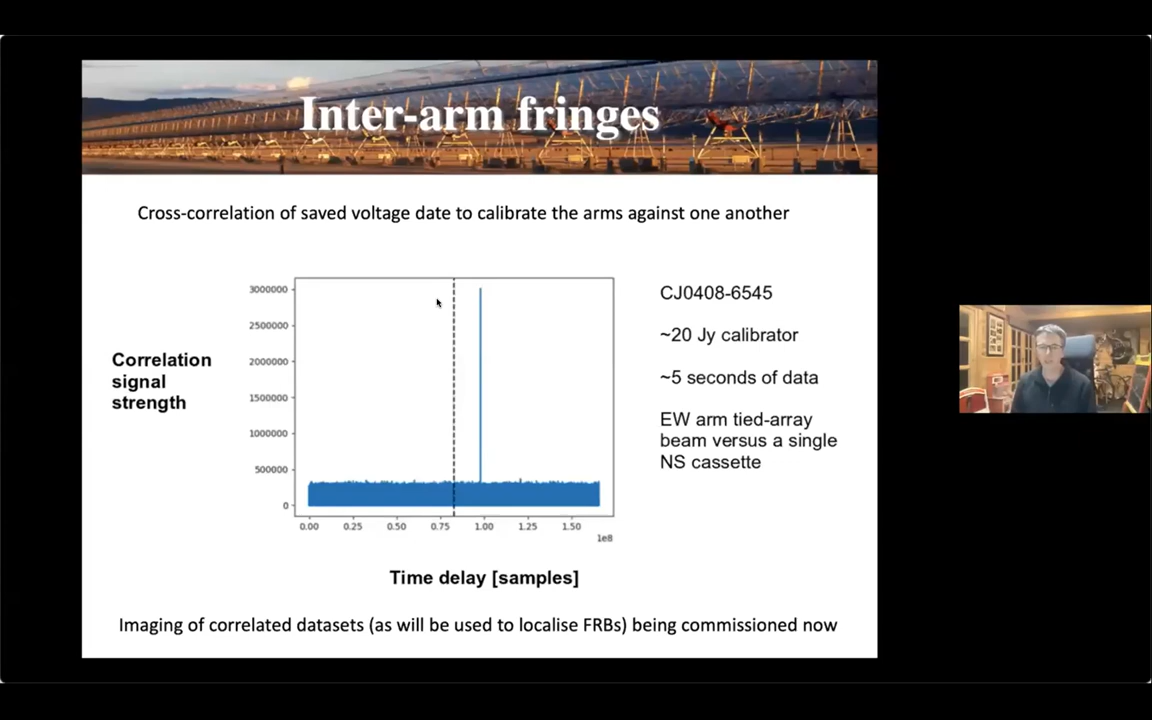 Inter-arm fringes
Cross-correlation of saved voltage date to calibrate the arms against one another
3000000
2500000
2000000
1500000
1000000
500000
0
0.00 0.25 0.50 0.75 1.00 1.25 1.50
1e8
Correlation
signal
strength
Time delay [samples]
CJ0408-6545
~20 Jy calibrator
~5 seconds of data
EW arm tied-array
beam versus a single
NS cassette
Imaging of correlated datasets (as will be used to localise FRBs) being commissioned now